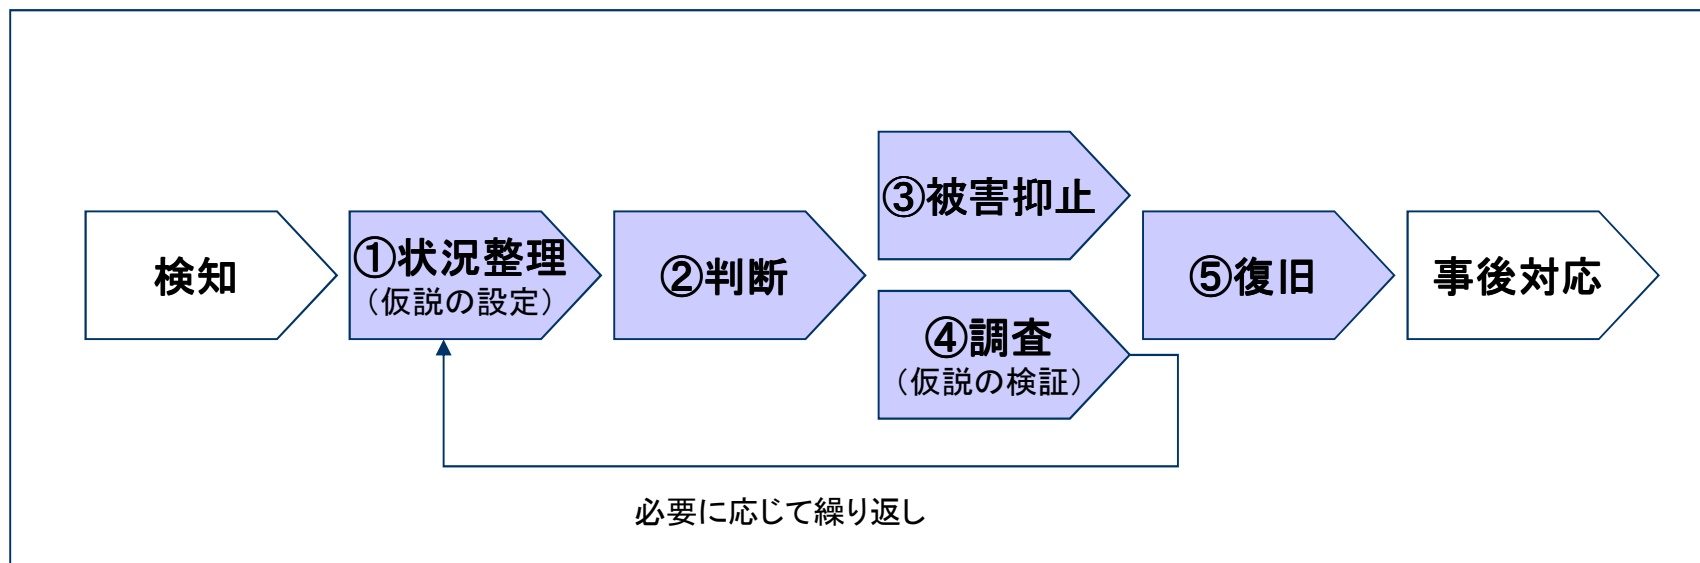 検知
①状況整理
（仮説の設定）
②判断
③被害抑止
④調査
（仮説の検証）
⑤復旧
事後対応
必要に応じて繰り返し